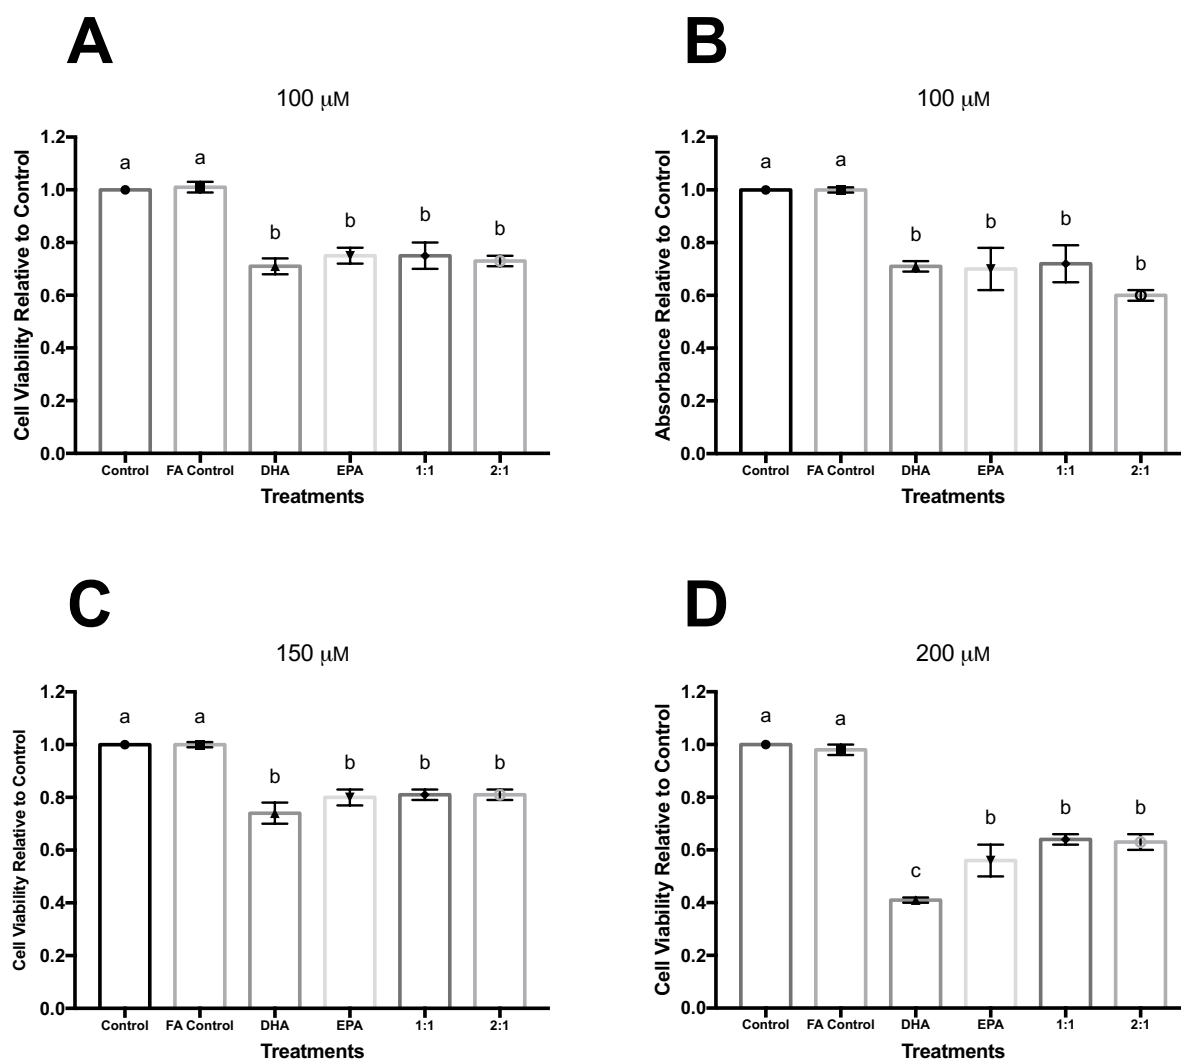 A
100 μM
Cell Viability Relative to Control
1.2
1.0
0.8
0.6
0.4
0.2
0.0
a
a
b
b
b
b
Control
FA Control
DHA
EPA
1:1
2:1
Treatments
B
100 μM
Absorbance Relative to Control
1.2
1.0
0.8
0.6
0.4
0.2
0.0
a
a
b
b
b
b
Control
FA Control
DHA
EPA
1:1
2:1
Treatments
C
150 μM
Cell Viability Relative to Control
1.2
1.0
0.8
0.6
0.4
0.2
0.0
a
a
b
b
b
b
Control
FA Control
DHA
EPA
1:1
2:1
Treatments
D
200 μM
Cell Viability Relative to Control
1.2
1.0
0.8
0.6
0.4
0.2
0.0
a
a
c
b
b
b
Control
FA Control
DHA
EPA
1:1
2:1
Treatments